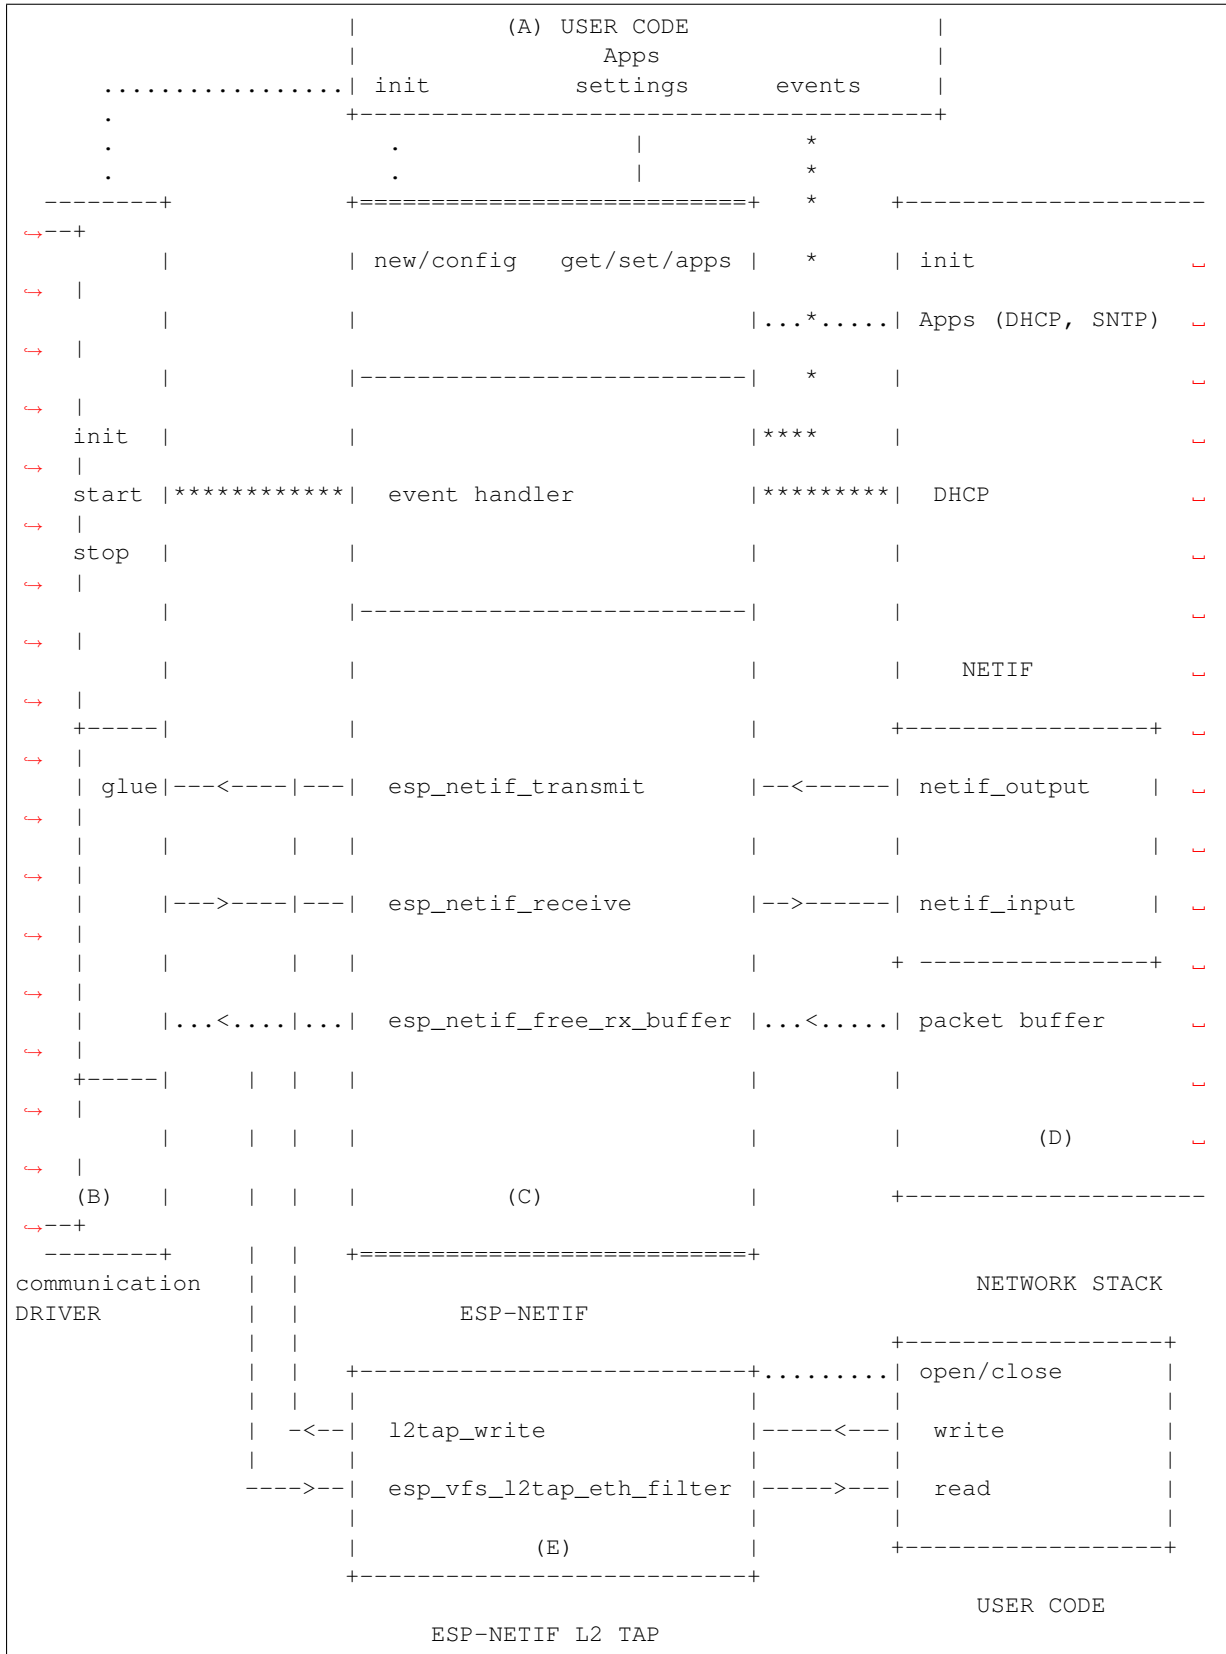 |          (A) USER CODE                 |
                        |                 Apps                   |
       .................| init          settings      events     |
       .                +----------------------------------------+
       .                   .                |           *
       .                   .                |           *
   --------+            +===========================+   *     +---------------------
↪--+
           |            | new/config   get/set/apps |   *     | init               ␣
↪   |
           |            |                           |...*.....| Apps (DHCP, SNTP)  ␣
↪   |
           |            |---------------------------|   *     |                    ␣
↪   |
     init  |            |                           |****     |                    ␣
↪   |
     start |************|  event handler            |*********|  DHCP              ␣
↪   |
     stop  |            |                           |         |                    ␣
↪   |
           |            |---------------------------|         |                    ␣
↪   |
           |            |                           |         |    NETIF           ␣
↪   |
     +-----|            |                           |         +-----------------+  ␣
↪   |
     | glue|---<----|---|  esp_netif_transmit       |--<------| netif_output    |  ␣
↪   |
     |     |        |   |                           |         |                 |  ␣
↪   |
     |     |--->----|---|  esp_netif_receive        |-->------| netif_input     |  ␣
↪   |
     |     |        |   |                           |         + ----------------+  ␣
↪   |
     |     |...<....|...|  esp_netif_free_rx_buffer |...<.....| packet buffer      ␣
↪   |
     +-----|     |  |   |                           |         |                    ␣
↪   |
           |     |  |   |                           |         |         (D)        ␣
↪   |
     (B)   |     |  |   |          (C)              |         +---------------------
↪--+
   --------+     |  |   +===========================+
communication    |  |                                               NETWORK STACK
DRIVER           |  |           ESP-NETIF
                 |  |                                         +------------------+
                 |  |   +---------------------------+.........| open/close       |
                 |  |   |                           |         |                  |
                 |  -<--|  l2tap_write              |-----<---|  write           |
                 |      |                           |         |                  |
                 ---->--|  esp_vfs_l2tap_eth_filter |----->---|  read            |
                        |                           |         |                  |
                        |            (E)            |         +------------------+
                        +---------------------------+
                                                                    USER CODE
                              ESP-NETIF L2 TAP